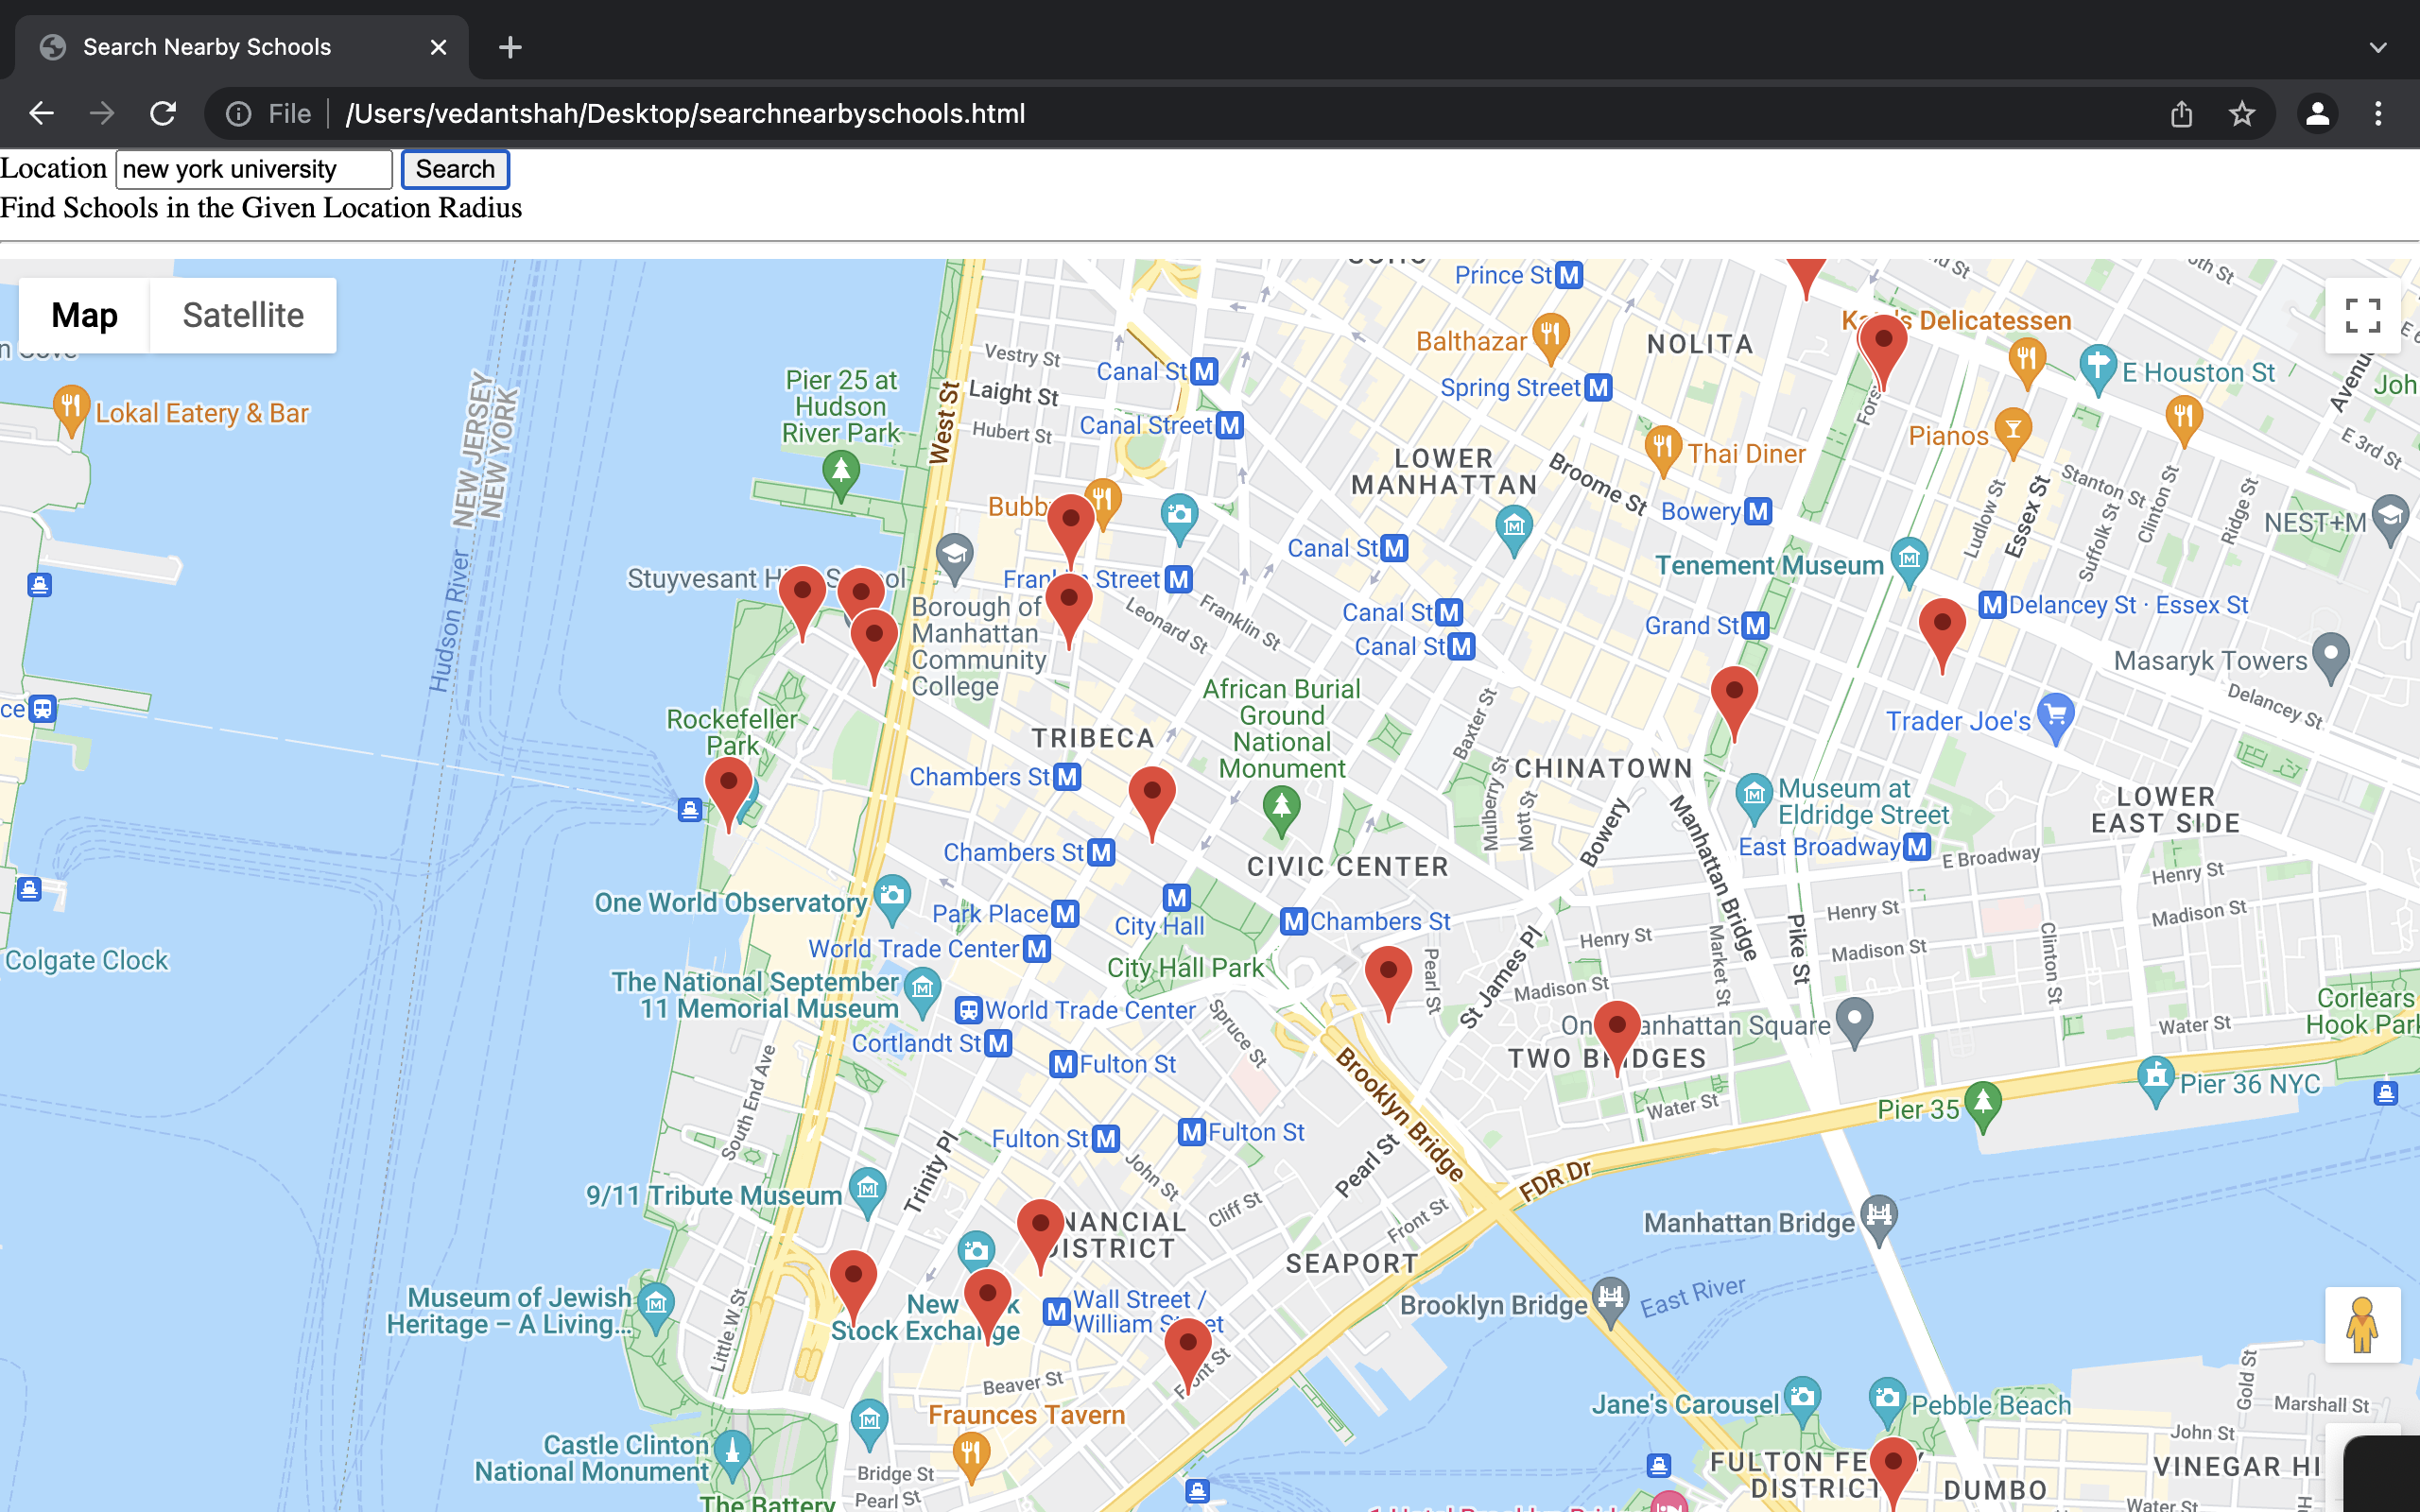 Search Nearby Schools
File
/Users/vedantshah/Desktop/searchnearbyschools.html
Location new york university Search
Find Schools in the Given Location Radius
Map Satellite
Prince St
Balthazar
NOLITA
Spring Street
Delicatessen
E Houston St
Pianos
Thai Diner
Lokal Eatery & Bar
NEW JERSEY
NEW YORK
Pier 25 at
Hudson
River Park
West St
Vestry St
Laight St
Hubert St
Canal St
Canal Street
LOWER
MANHATTAN
Broome St
Bowery
Stanton St
Ludlow St
Essex St
Suffolk St
Clinton St
Ridge St
E 3rd St
NEST+M
Tenement Museum
Canal St
Franklin St
Leonard St
Stuyvesant
Borough of
Manhattan
Community
College
Canal St
Canal St
Grand St
Delancey St · Essex St
Masaryk Towers
Delancey St
Trader Joe's
Hudson River
Rockefeller
Park
TRIBECA
African Burial
Ground
National
Monument
Baxter St
Mulberry St
Mott St
CHINATOWN
Bowery
Manhattan Bridge
Museum at
Eldridge Street
East Broadway
E Broadway
LOWER
EAST SIDE
Henry St
Madison St
Chambers St
Chambers St
CIVIC CENTER
One World Observatory
Park Place
City Hall
Chambers St
World Trade Center
City Hall Park
The National September
11 Memorial Museum
World Trade Center
Cortlandt St
Fulton St
Spruce St
Pearl St
St James Pl
Henry St
Madison St
Market St
Pike St
Henry St
Madison St
Clinton St
Colgate Clock
Corlears
Hook Park
Water St
Manhattan Square
TWO BRIDGES
Water St
Pier 35
Pier 36 NYC
South End Ave
Trinity Pl
Fulton St
Fulton St
John St
Cliff St
Pearl St
Front St
Brooklyn Bridge
FDR Dr
9/11 Tribute Museum
DISTRICT
SEAPORT
Manhattan Bridge
Brooklyn Bridge
East River
Museum of Jewish
Heritage – A Living...
Little W St
New
Stock Exchange
Wall Street /
William Street
Front St
Beaver St
Fraunces Tavern
Castle Clinton
National Monument
Bridge St
Pearl St
The Battery
Jane's Carousel
Pebble Beach
Gold St
Marshall St
John St
DISTRICT
DUMBO
Water St